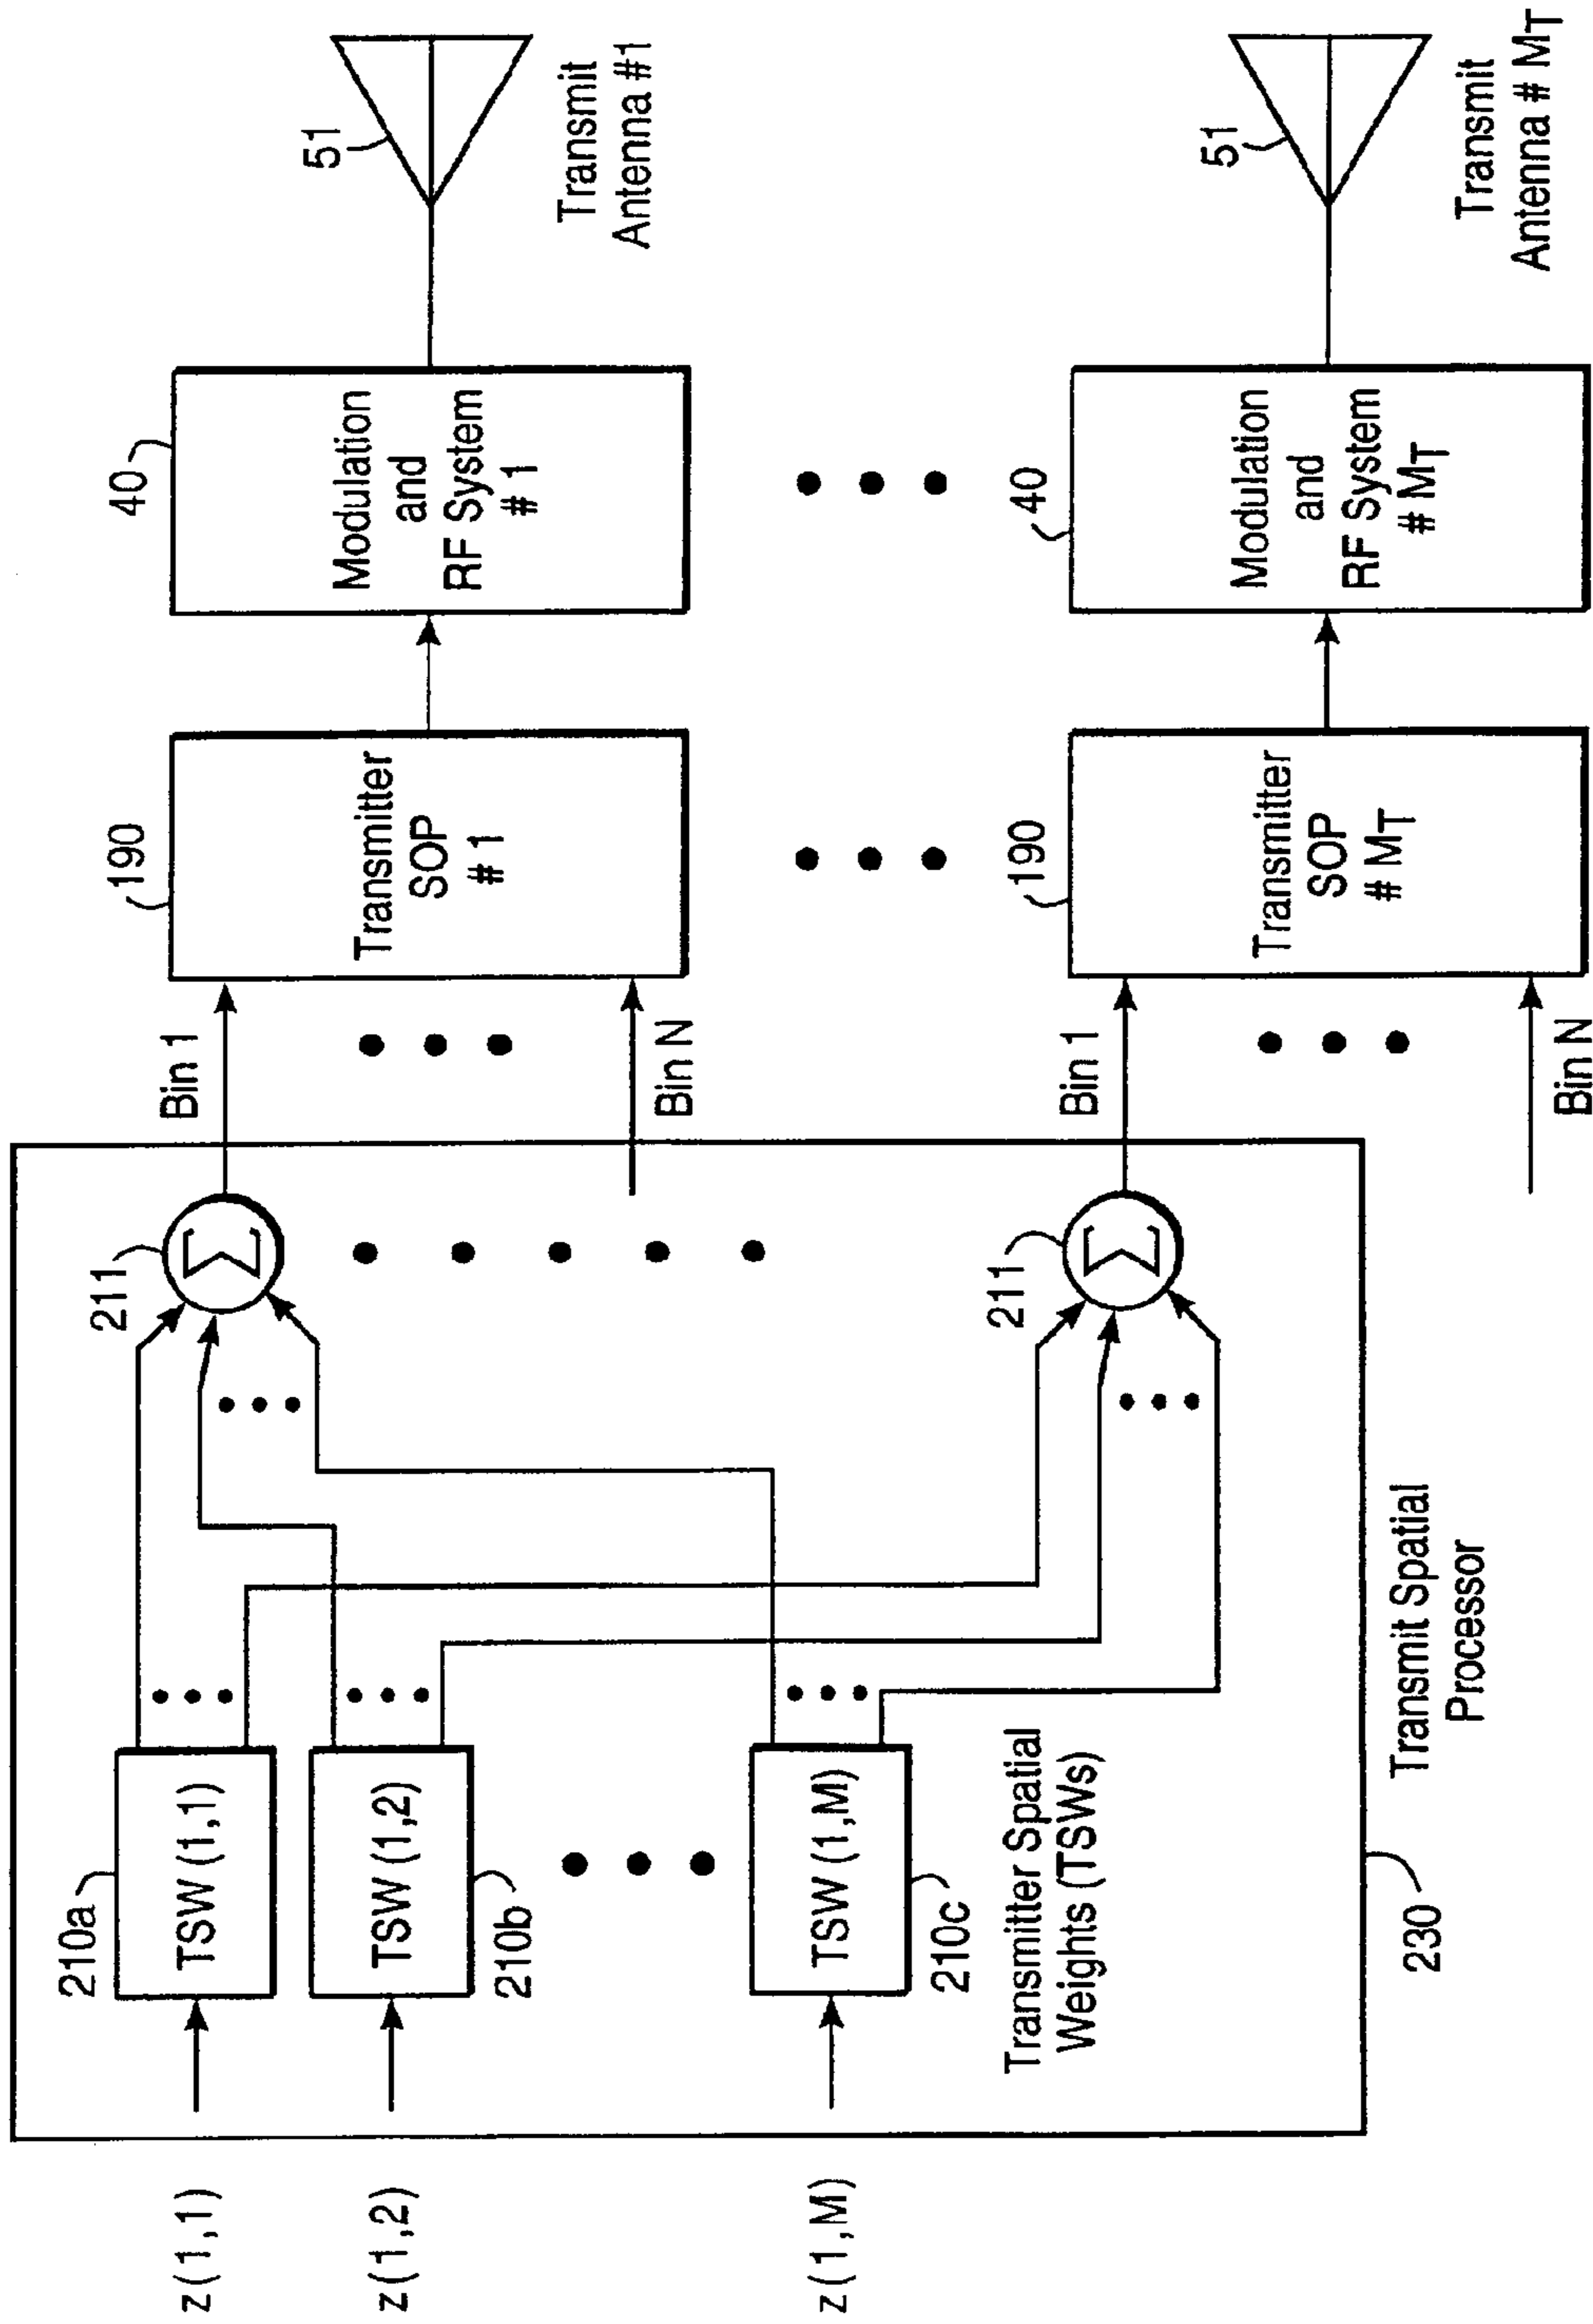 z(1,1)
z(1,2)
z(1,M)
210a
TSW (1,1)
TSW (1,2)
210b
TSW (1,M)
210c
Transmitter Spatial
Weights (TSWs)
211
Σ
211
Σ
230
Transmit Spatial
Processor
Bin 1
Bin N
Bin 1
Bin N
190
Transmitter
SOP
# 1
190
Transmitter
SOP
# MT
40
Modulation
and
RF System
# 1
40
Modulation
and
RF System
# MT
51
Transmit
Antenna #1
51
Transmit
Antenna # MT